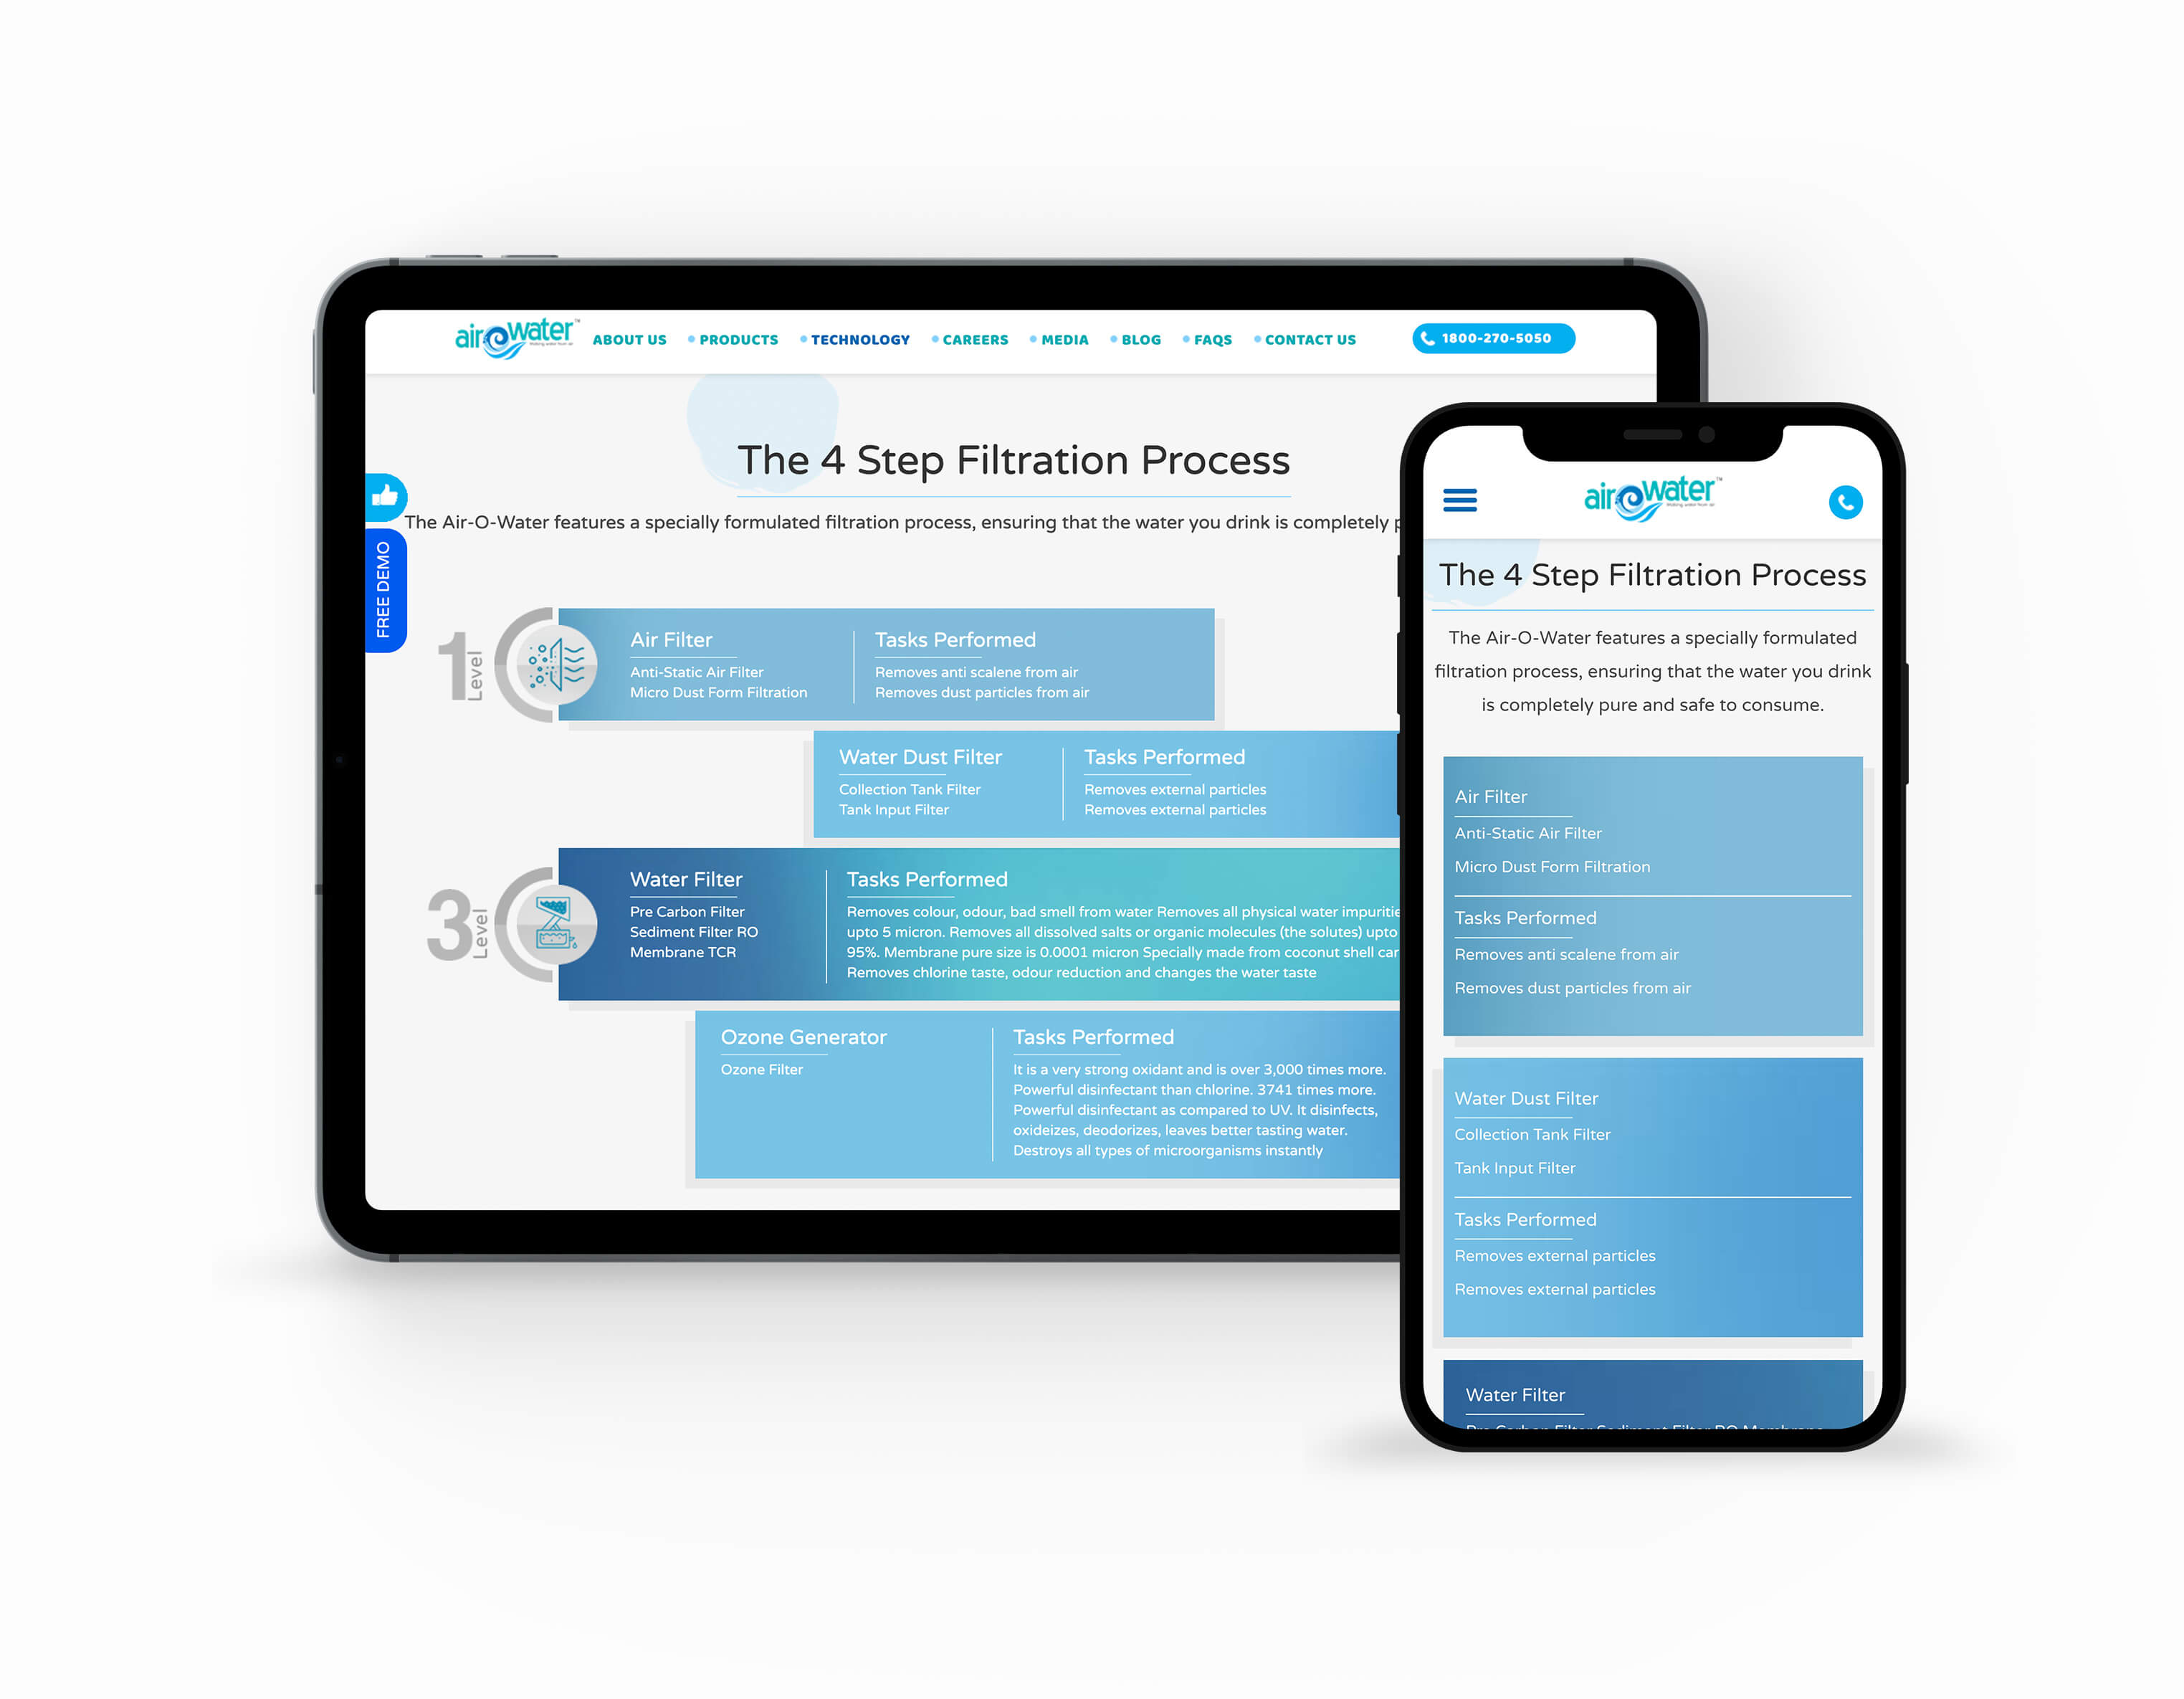 airowater™
Making water from air
ABOUT US
PRODUCTS
TECHNOLOGY
CAREERS
MEDIA
BLOG
FAQS
CONTACT US
1800-270-5050
The 4 Step Filtration Process
The Air-O-Water features a specially formulated filtration process, ensuring that the water you drink is completely
FREE DEMO
1
Level
Air Filter
Anti-Static Air Filter
Micro Dust Form Filtration
Tasks Performed
Removes anti scalene from air
Removes dust particles from air
Water Dust Filter
Collection Tank Filter
Tank Input Filter
Tasks Performed
Removes external particles
Removes external particles
3
Level
Water Filter
Pre Carbon Filter
Sediment Filter RO
Membrane TCR
Tasks Performed
Removes colour, odour, bad smell from water Removes all physical water impuritie
upto 5 micron. Removes all dissolved salts or organic molecules (the solutes) upto
95%. Membrane pure size is 0.0001 micron Specially made from coconut shell car
Removes chlorine taste, odour reduction and changes the water taste
Ozone Generator
Ozone Filter
Tasks Performed
It is a very strong oxidant and is over 3,000 times more.
Powerful disinfectant than chlorine. 3741 times more.
Powerful disinfectant as compared to UV. It disinfects,
oxideizes, deodorizes, leaves better tasting water.
Destroys all types of microorganisms instantly
airowater™
Making water from air
The 4 Step Filtration Process
The Air-O-Water features a specially formulated
filtration process, ensuring that the water you drink
is completely pure and safe to consume.
Air Filter
Anti-Static Air Filter
Micro Dust Form Filtration
Tasks Performed
Removes anti scalene from air
Removes dust particles from air
Water Dust Filter
Collection Tank Filter
Tank Input Filter
Tasks Performed
Removes external particles
Removes external particles
Water Filter
Pre Carbon Filter Sediment Filter RO Membrane